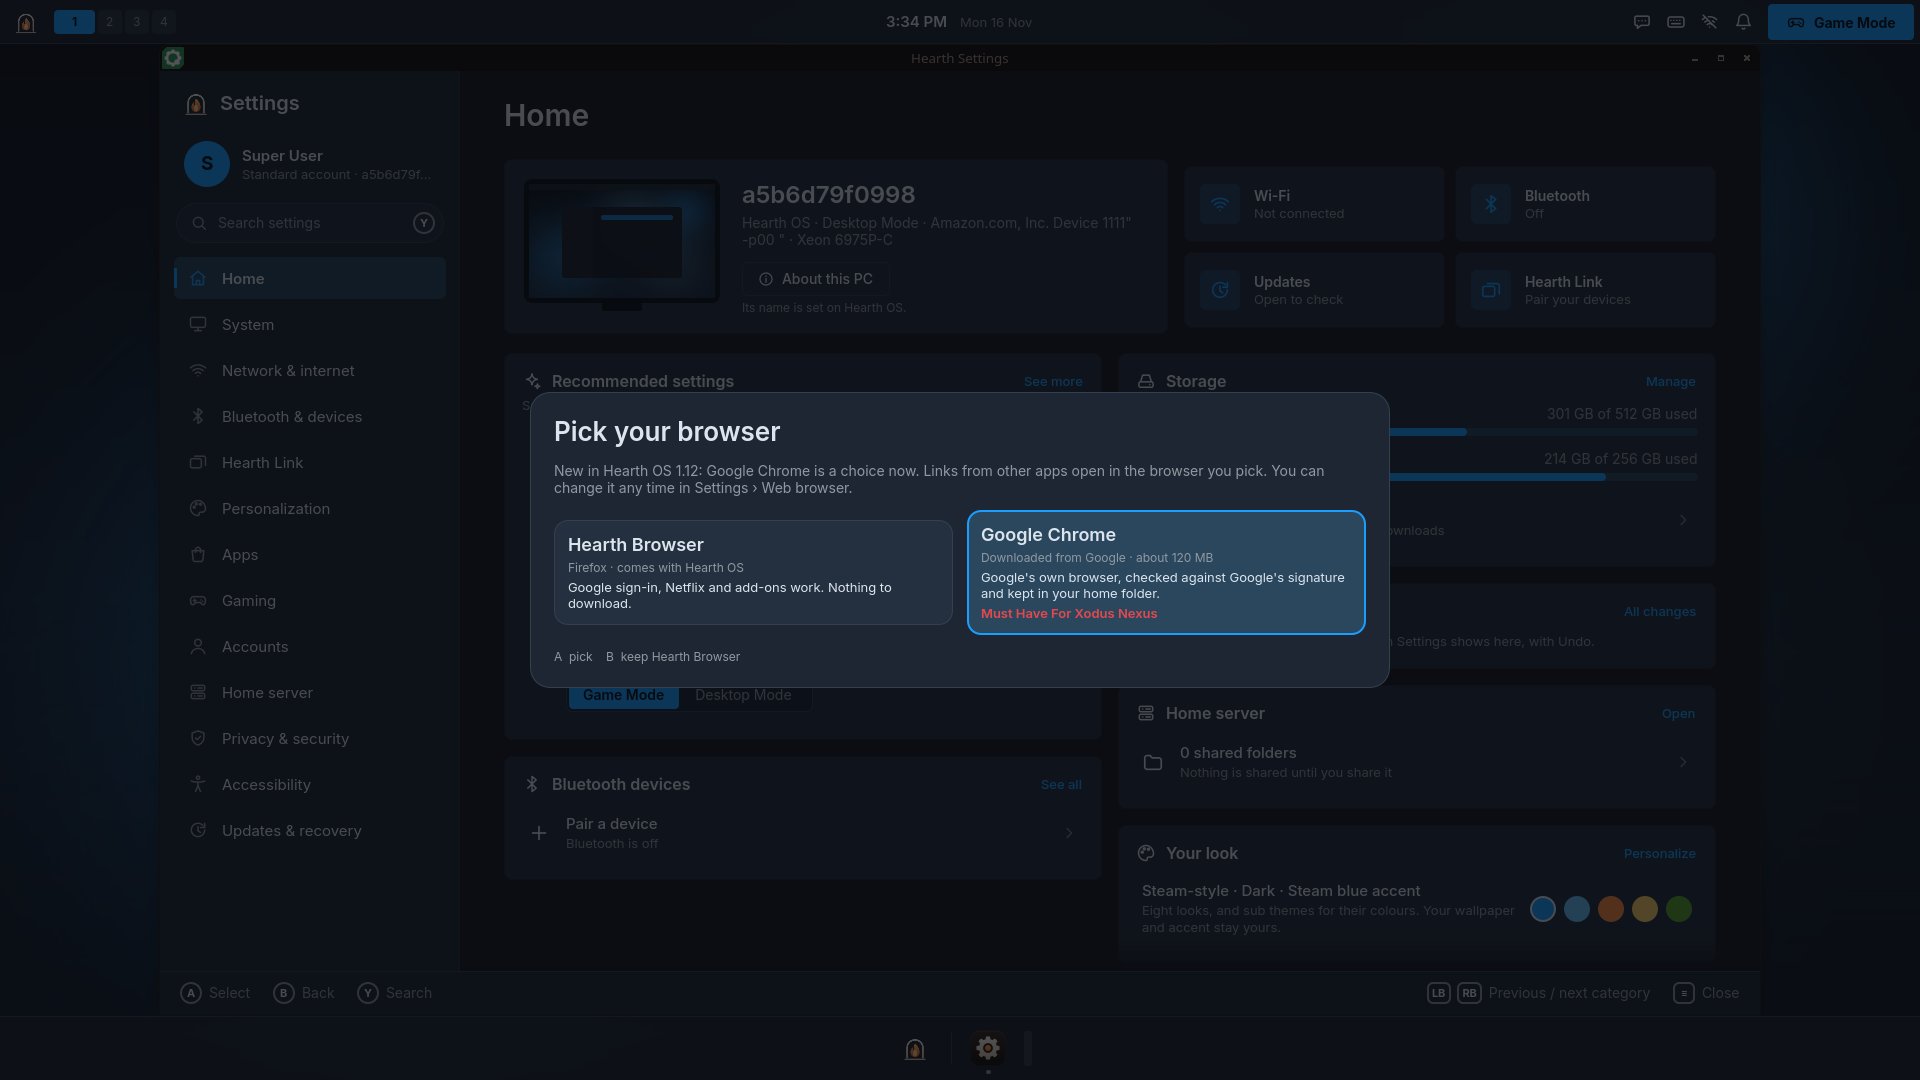 1 2 3 4
3:34 PM Mon 16 Nov
Game Mode
Hearth Settings
Settings
S
Super User
Standard account · a5b6d79f...
Search settings
Y
Home
System
Network & internet
Bluetooth & devices
Hearth Link
Personalization
Apps
Gaming
Accounts
Home server
Privacy & security
Accessibility
Updates & recovery
Home
a5b6d79f0998
Hearth OS · Desktop Mode · Amazon.com, Inc. Device 1111"
-p00 " · Xeon 6975P-C
About this PC
Its name is set on Hearth OS.
Wi-Fi
Not connected
Bluetooth
Off
Updates
Open to check
Hearth Link
Pair your devices
Recommended settings
See more
S
Storage
Manage
301 GB of 512 GB used
214 GB of 256 GB used
ownloads
All changes
Settings shows here, with Undo.
Pick your browser
New in Hearth OS 1.12: Google Chrome is a choice now. Links from other apps open in the browser you pick. You can
change it any time in Settings › Web browser.
Hearth Browser
Firefox · comes with Hearth OS
Google sign-in, Netflix and add-ons work. Nothing to
download.
Google Chrome
Downloaded from Google · about 120 MB
Google's own browser, checked against Google's signature
and kept in your home folder.
Must Have For Xodus Nexus
A pick B keep Hearth Browser
Game Mode
Desktop Mode
Bluetooth devices
See all
Pair a device
Bluetooth is off
Home server
Open
0 shared folders
Nothing is shared until you share it
Your look
Personalize
Steam-style · Dark · Steam blue accent
Eight looks, and sub themes for their colours. Your wallpaper
and accent stay yours.
A Select B Back Y Search
LB RB Previous / next category ≡ Close